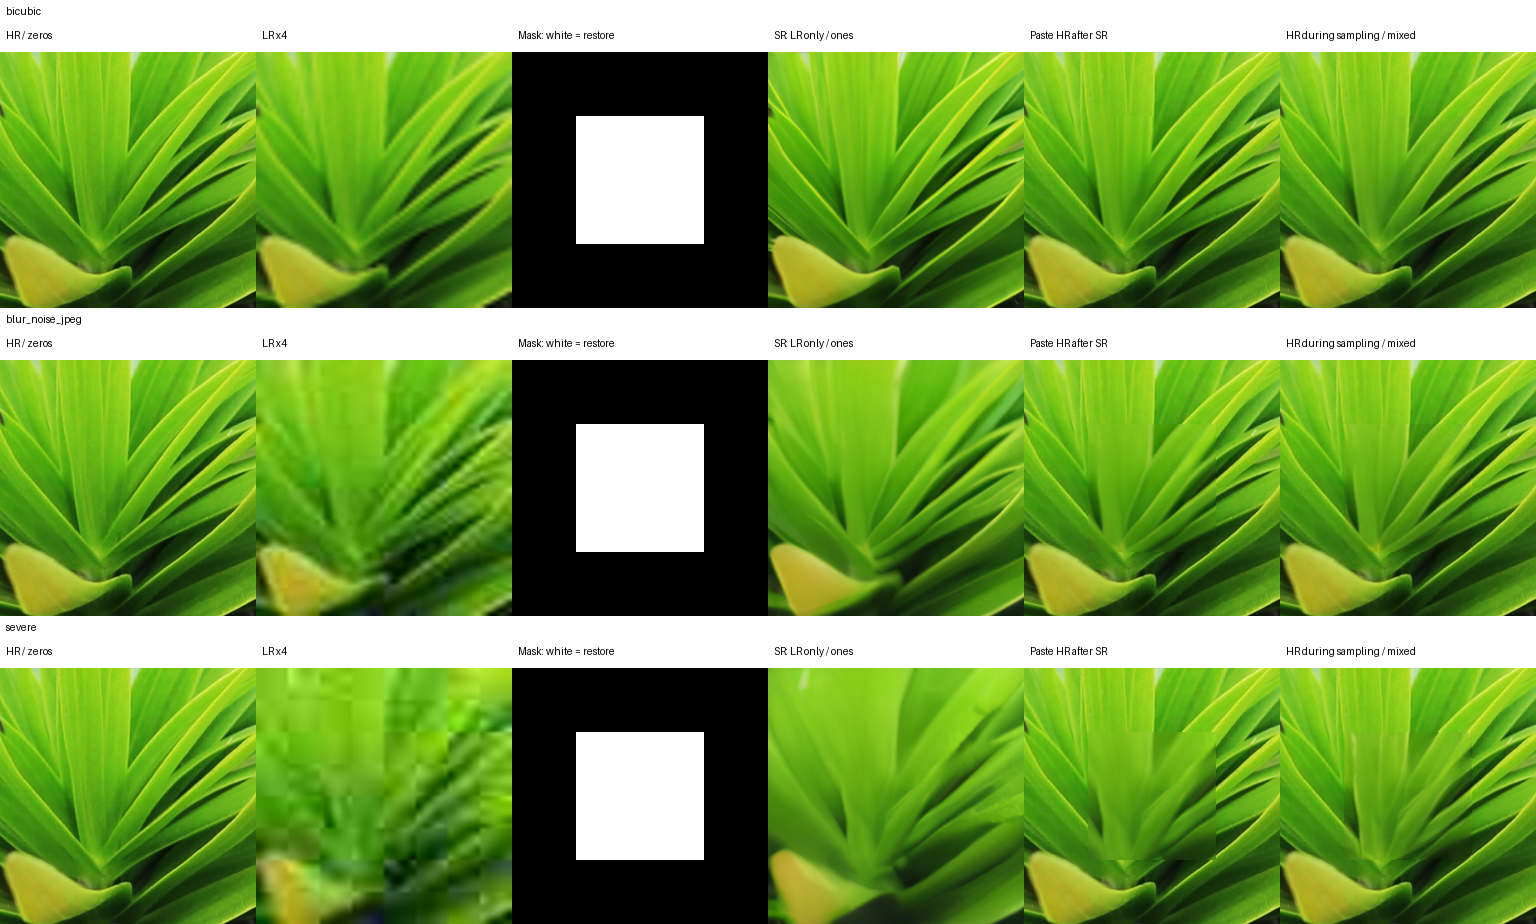 bicubic
HR / zeros LR x4 Mask: white = restore SR: LR only / ones Paste HR after SR HR during sampling / mixed
blur_noise_jpeg
HR / zeros LR x4 Mask: white = restore SR: LR only / ones Paste HR after SR HR during sampling / mixed
severe
HR / zeros LR x4 Mask: white = restore SR: LR only / ones Paste HR after SR HR during sampling / mixed